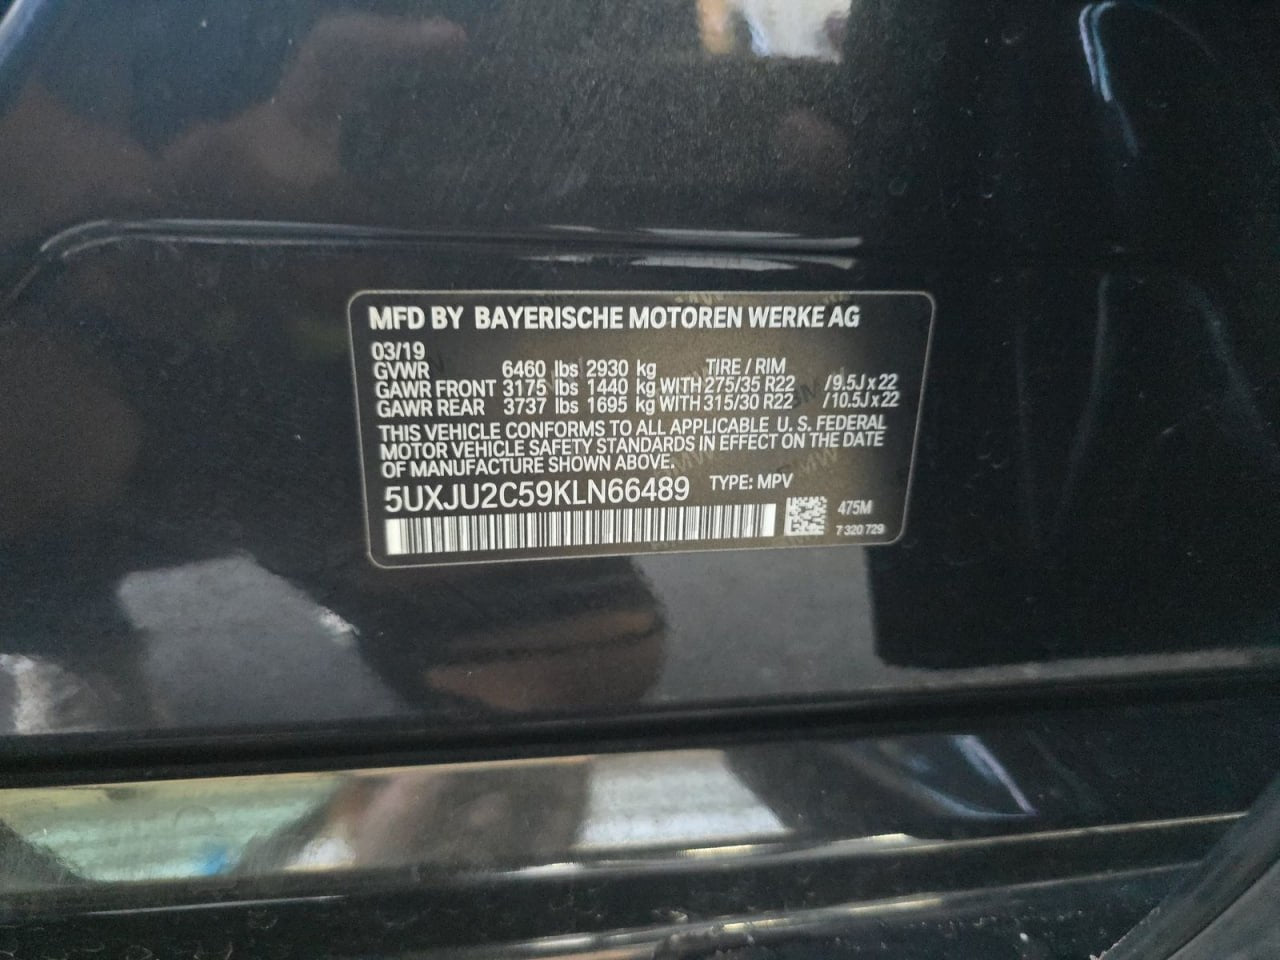 MFD BY BAYERISCHE MOTOREN WERKE AG
03/19
GVWR 6460 lbs 2930 kg TIRE / RIM
GAWR FRONT 3175 lbs 1440 kg WITH 275/35 R22 /9.5J x 22
GAWR REAR 3737 lbs 1695 kg WITH 315/30 R22 /10.5J x 22
THIS VEHICLE CONFORMS TO ALL APPLICABLE U. S. FEDERAL
MOTOR VEHICLE SAFETY STANDARDS IN EFFECT ON THE DATE
OF MANUFACTURE SHOWN ABOVE.
5UXJU2C59KLN66489 TYPE: MPV
475M
7 320 729